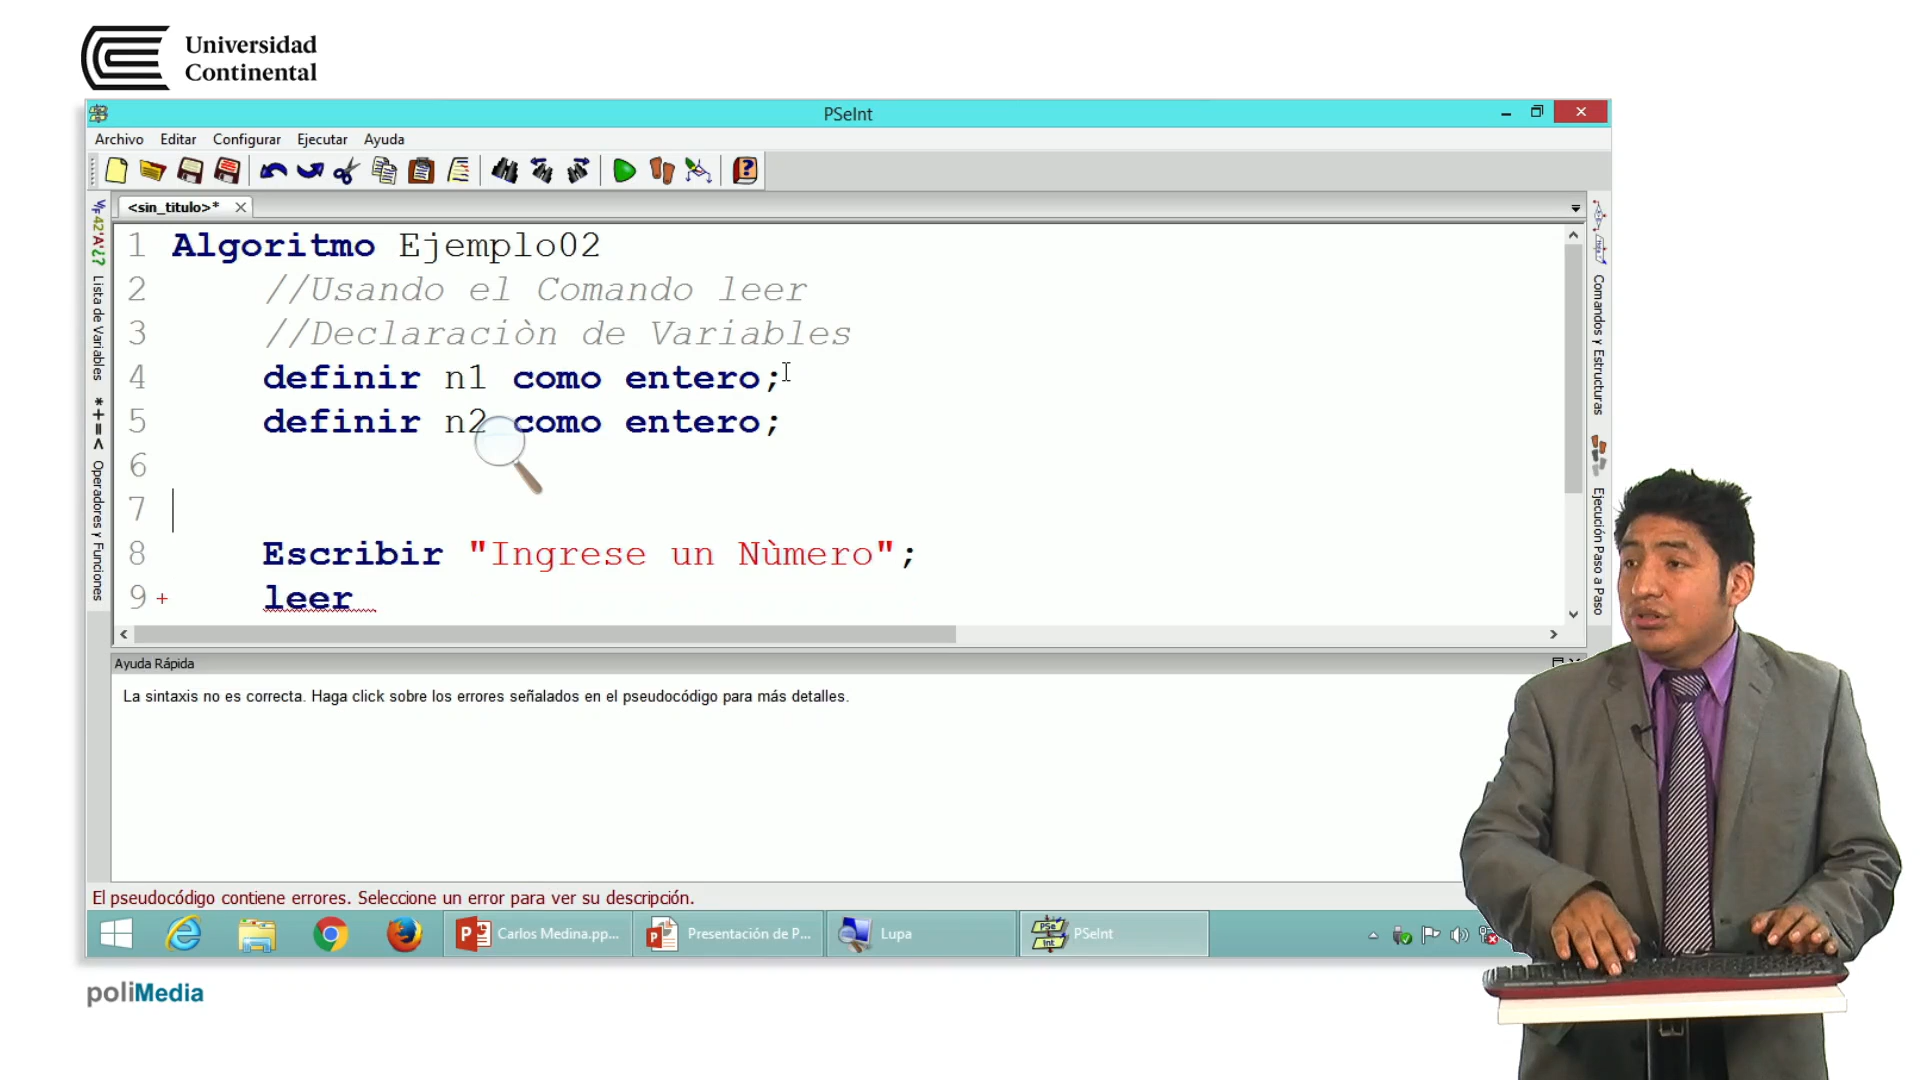 Universidad
Continental
PSeInt
Archivo Editar Configurar Ejecutar Ayuda
<sin_titulo>*
1 Algoritmo Ejemplo02
2 //Usando el Comando leer
3 //Declaraciòn de Variables
4 definir n1 como entero;
5 definir n2 como entero;
6
7
8 Escribir "Ingrese un Nùmero";
9 + leer
Lista de Variables
*+=< Operadores y Funciones
Comandos y Estructuras
Ejecución Paso a Paso
Ayuda Rápida
La sintaxis no es correcta. Haga click sobre los errores señalados en el pseudocódigo para más detalles.
El pseudocódigo contiene errores. Seleccione un error para ver su descripción.
Carlos Medina.pp...
Presentación de P...
Lupa
PSeInt
poliMedia